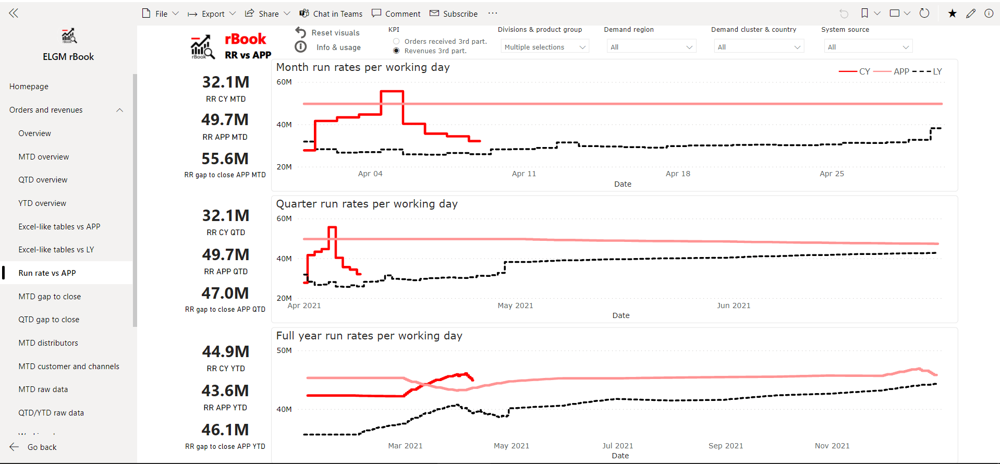 File
Export
Share
Chat in Teams
Comment
Subscribe
ELGM rBook
Homepage
Orders and revenues
Overview
MTD overview
QTD overview
YTD overview
Excel-like tables vs APP
Excel-like tables vs LY
Run rate vs APP
MTD gap to close
QTD gap to close
MTD distributors
MTD customer and channels
MTD raw data
QTD/YTD raw data
Go back
rBook
rBook
RR vs APP
Reset visuals
Info & usage
KPI
Orders received 3rd part.
Revenues 3rd part.
Divisions & product group
Multiple selections
Demand region
All
Demand cluster & country
All
System source
All
32.1M
RR CY MTD
49.7M
RR APP MTD
55.6M
RR gap to close APP MTD
Month run rates per working day
CY APP LY
60M
40M
20M
Apr 04 Apr 11 Apr 18 Apr 25
Date
32.1M
RR CY QTD
49.7M
RR APP QTD
47.0M
RR gap to close APP QTD
Quarter run rates per working day
60M
40M
20M
Apr 2021 May 2021 Jun 2021
Date
44.9M
RR CY YTD
43.6M
RR APP YTD
46.1M
RR gap to close APP YTD
Full year run rates per working day
50M
40M
Mar 2021 May 2021 Jul 2021 Sep 2021 Nov 2021
Date